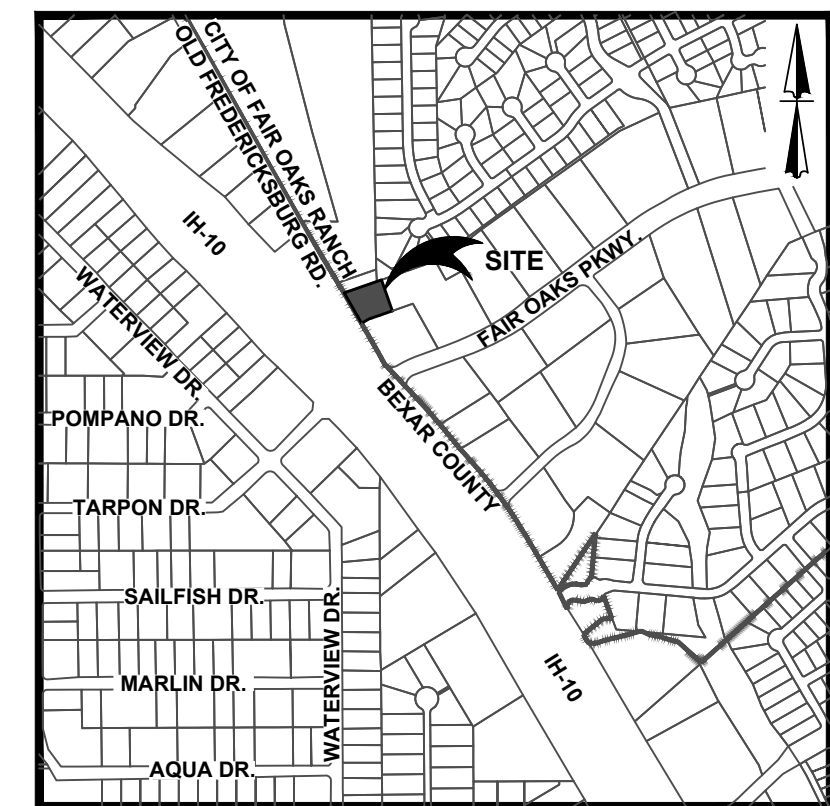 CITY OF FAIR OAKS RANCH
OLD FREDERICKSBURG RD.
IH-10
SITE
FAIR OAKS PKWY.
WATERVIEW DR.
BEXAR COUNTY
POMPANO DR.
TARPON DR.
SAILFISH DR.
WATERVIEW DR.
MARLIN DR.
IH-10
AQUA DR.